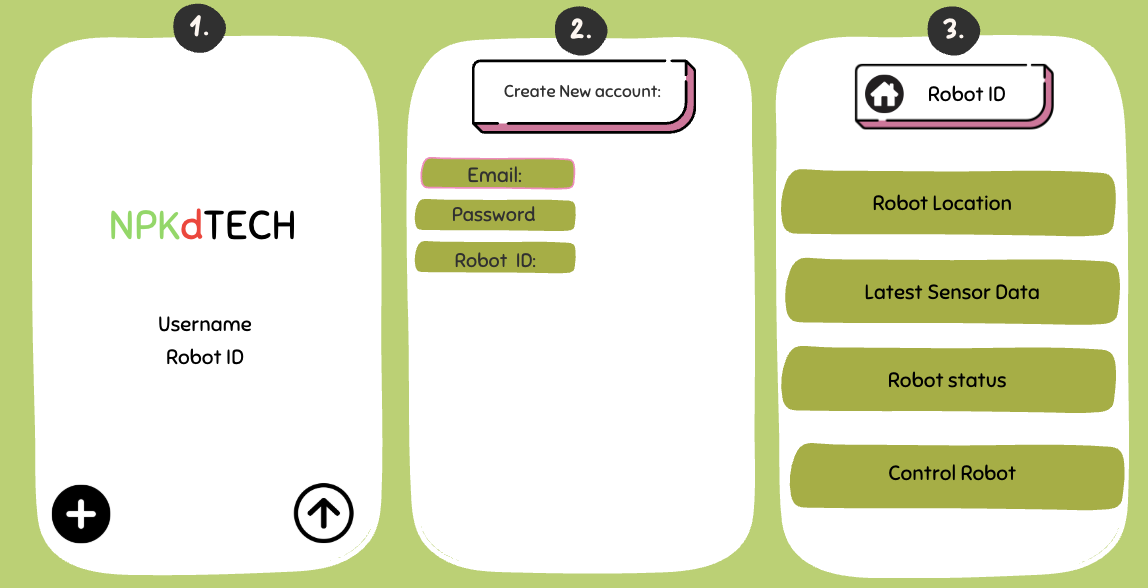 1.
NPKdTECH
Username
Robot ID
2.
Create New account:
Email:
Password
Robot ID:
3.
Robot ID
Robot Location
Latest Sensor Data
Robot status
Control Robot